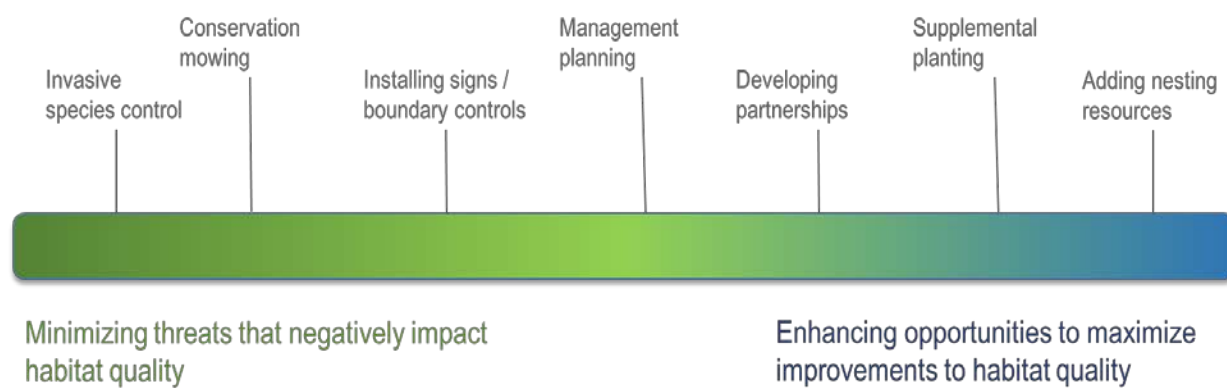 Invasive
species control
Conservation
mowing
Installing signs /
boundary controls
Management
planning
Developing
partnerships
Supplemental
planting
Adding nesting
resources
Minimizing threats that negatively impact
habitat quality
Enhancing opportunities to maximize
improvements to habitat quality